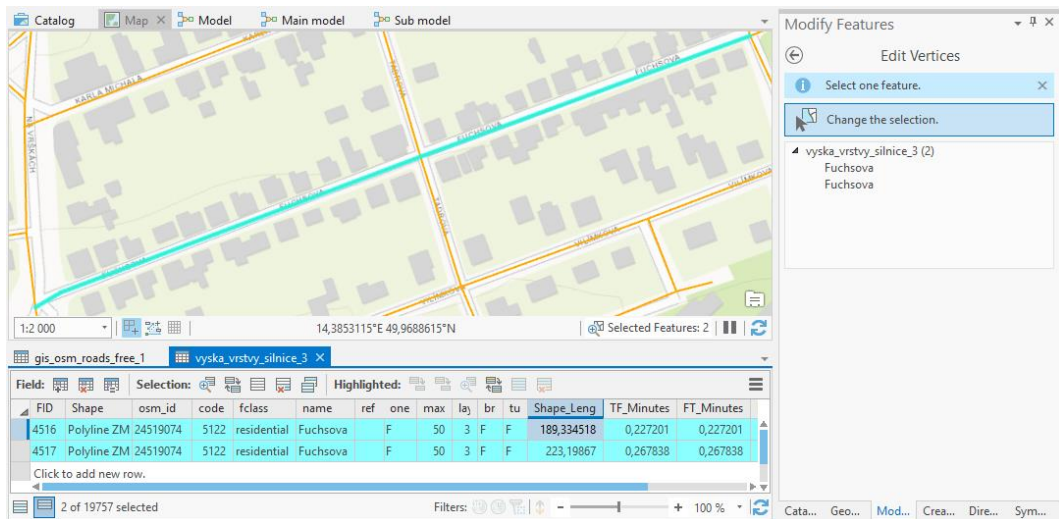 Catalog Map Model Main model Sub model
KARLA MICHALA
NA VRSKÁCH
FUCHSOVA
FUCHSOVA
FUCHSOVA
FUCHSOVA
VILÍMKOVA
1:2 000 14,3853115°E 49,9688615°N Selected Features: 2
gis_osm_roads_free_1 vyska_vrstvy_silnice_3
Field: Selection: Highlighted:
FID Shape osm_id code fclass name ref one max lay br tu Shape_Leng TF_Minutes FT_Minutes
4516 Polyline ZM 24519074 5122 residential Fuchsova F 50 3 F F 189,334518 0,227201 0,227201
4517 Polyline ZM 24519074 5122 residential Fuchsova F 50 3 F F 223,19867 0,267838 0,267838
Click to add new row.
2 of 19757 selected Filters: - + 100 %
Modify Features
Edit Vertices
Select one feature.
Change the selection.
vyska_vrstvy_silnice_3 (2)
Fuchsova
Fuchsova
Cata... Geo... Mod... Crea... Dire... Sym...